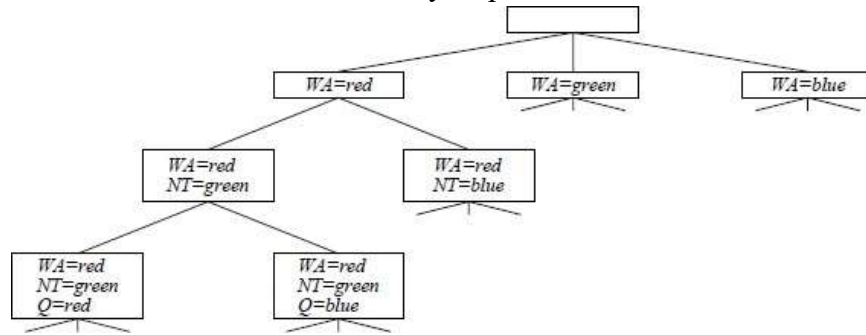 WA=red
WA=green
WA=blue
WA=red
NT=green
WA=red
NT=blue
WA=red
NT=green
Q=red
WA=red
NT=green
Q=blue